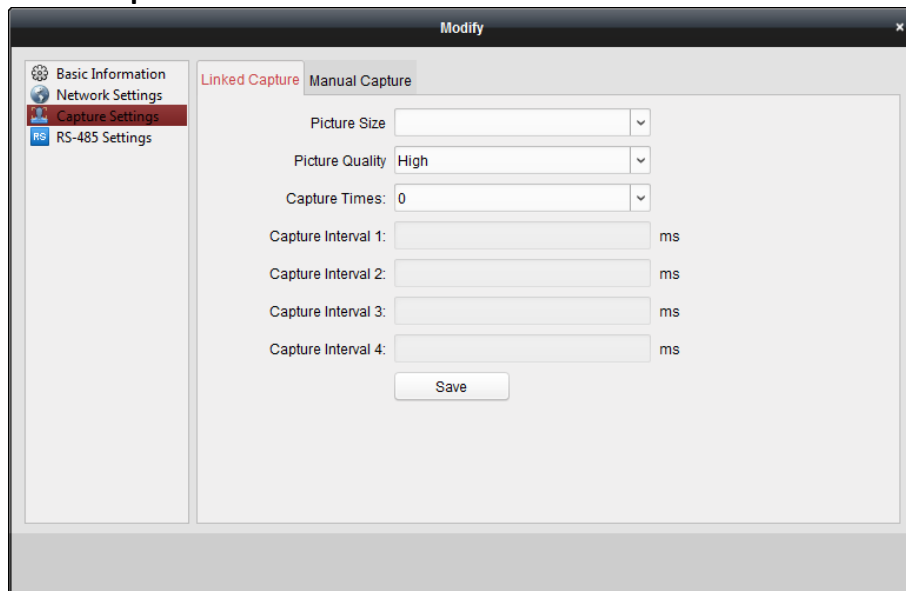 Modify
×
Basic Information
Network Settings
Capture Settings
RS RS-485 Settings
Linked Capture Manual Capture
Picture Size
Picture Quality High
Capture Times: 0
Capture Interval 1: ms
Capture Interval 2: ms
Capture Interval 3: ms
Capture Interval 4: ms
Save